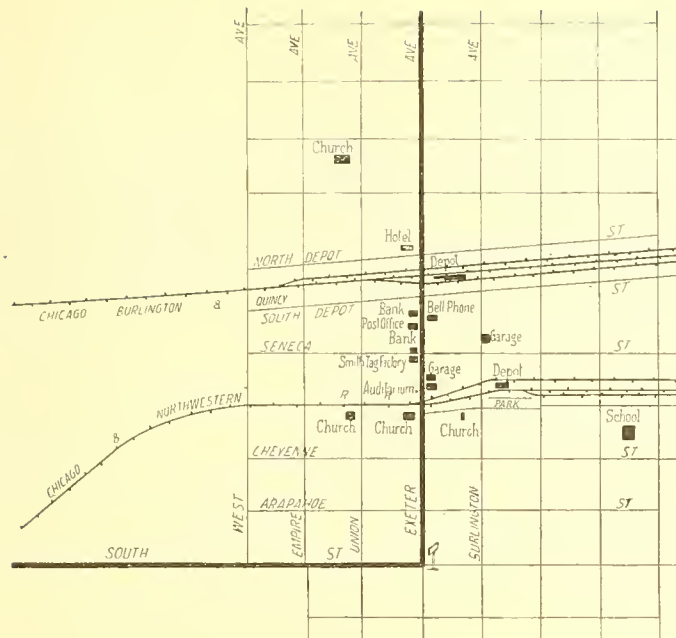 AVE
AVE
AVE
AVE
AVE
Church
Hotel
ST
NORTH DEPOT
Depot
QUINCY
ST
CHICAGO BURLINGTON &
SOUTH DEPOT
Bank
Bell Phone
Post Office
Bank
Garage
SENECA
ST
Smith Tag Factory
Garage
Depot
Auditorium
R R
NORTHWESTERN
PARK
Church
Church
Church
School
&
CHICAGO
CHEYENNE
ST
ARAPAHOE
ST
WEST
EMPIRE
UNION
EXETER
SURLINGTON
SOUTH ST